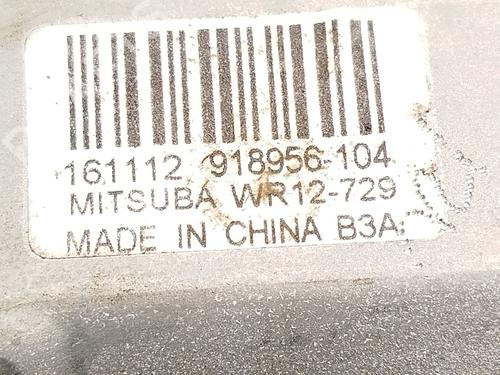 161112 918956-104
MITSUBA WR12-729
MADE IN CHINA B3A